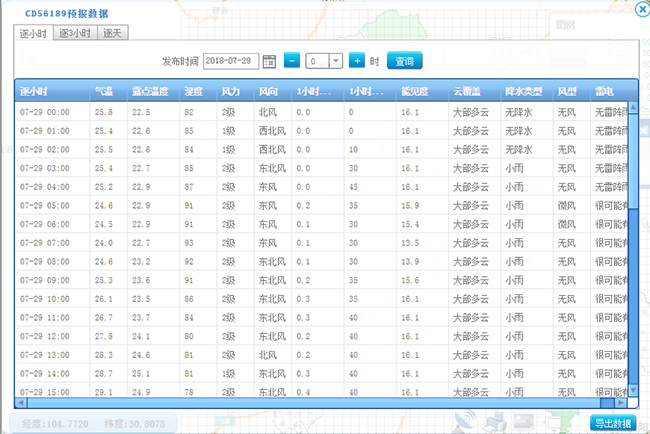 CD56189预报数据
逐小时 逐3小时 逐天
图例
发布时间 2018-07-29 - 0 + 时 查询
逐小时 气温 露点温度 湿度 风力 风向 1小时... 1小时... 能见度 云覆盖 降水类型 风型 雷电
07-29 00:00 25.8 22.5 82 2级 北风 0.0 0 16.1 大部多云 无降水 无风 无雷阵雨
07-29 01:00 25.4 22.6 85 1级 西北风 0.0 0 16.1 大部多云 无降水 无风 无雷阵雨
07-29 02:00 25.5 22.6 84 1级 西北风 0.0 10 16.1 大部多云 无降水 无风 无雷阵雨
07-29 03:00 25.4 22.7 85 2级 东北风 0.0 30 16.1 大部多云 小雨 无风 无雷阵雨
07-29 04:00 25.2 22.9 87 2级 东风 0.0 45 16.1 大部多云 小雨 无风 无雷阵雨
07-29 05:00 24.6 22.9 91 2级 东风 0.2 35 15.9 大部多云 小雨 微风 很可能有
07-29 06:00 24.5 22.9 91 2级 东风 0.1 30 15.4 大部多云 小雨 微风 很可能有
07-29 07:00 24.0 22.7 93 2级 东风 0.1 30 13.5 大部多云 小雨 无风 很可能有
07-29 08:00 24.6 23.2 92 2级 东北风 0.1 30 13.9 大部多云 小雨 无风 很可能有
07-29 09:00 25.3 23.6 91 2级 东北风 0.2 35 15.6 大部多云 小雨 无风 很可能有
07-29 10:00 26.1 23.5 86 2级 东北风 0.3 35 16.1 大部多云 小雨 无风 很可能有
07-29 11:00 26.7 23.7 84 2级 东北风 0.3 40 16.1 大部多云 小雨 无风 很可能有
07-29 12:00 27.8 24.1 80 2级 东北风 0.2 40 16.1 大部多云 小雨 无风 很可能有
07-29 13:00 28.3 24.6 81 2级 北风 0.2 40 16.1 大部多云 小雨 无风 很可能有
07-29 14:00 28.7 25.1 81 1级 东北风 0.3 40 16.1 大部多云 小雨 无风 很可能有
07-29 15:00 29.1 24.9 78 2级 东北风 0.4 40 16.1 大部多云 小雨 无风 很可能有
经度:104.7720 纬度:30.8078 导出数据